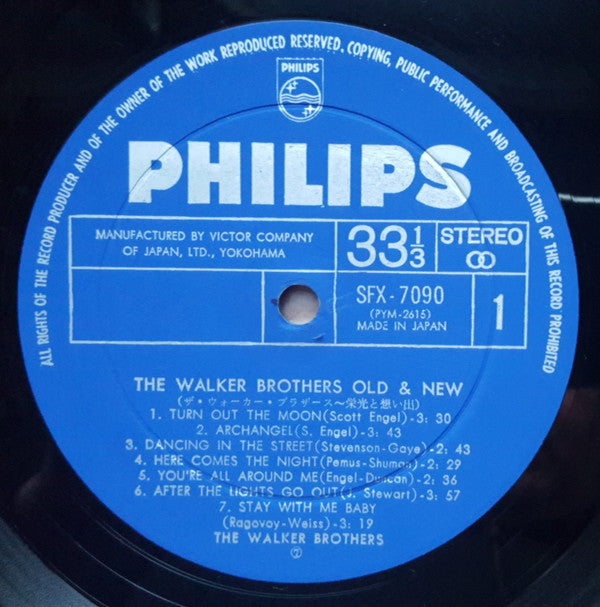 ALL RIGHTS OF THE RECORD PRODUCER AND OF THE OWNER OF THE WORK REPRODUCED RESERVED. COPYING, PUBLIC PERFORMANCE AND BROADCASTING OF THIS RECORD PROHIBITED
PHILIPS
PHILIPS
MANUFACTURED BY VICTOR COMPANY
OF JAPAN, LTD., YOKOHAMA
33 1/3
STEREO
SFX-7090
(PYM-2615)
MADE IN JAPAN
1
THE WALKER BROTHERS OLD & NEW
(ザ・ウォーカー・ブラザース〜栄光と想い出)
1. TURN OUT THE MOON(Scott Engel)-3: 30
2. ARCHANGEL(S. Engel)-3: 43
3. DANCING IN THE STREET(Stevenson-Gaye)-2: 43
4. HERE COMES THE NIGHT(Pemus-Shuman)-2: 29
5. YOU'RE ALL AROUND ME(Engel-Duncan)-2: 36
6. AFTER THE LIGHTS GO OUT(J. Stewart)-3: 57
7. STAY WITH ME BABY
(Ragovoy-Weiss)-3: 19
THE WALKER BROTHERS
⑦